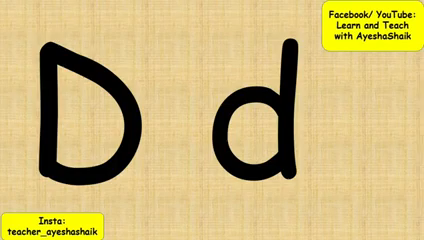 Facebook/ YouTube:
Learn and Teach
with AyeshaShaik
D d
Insta:
teacher_ayeshashaik